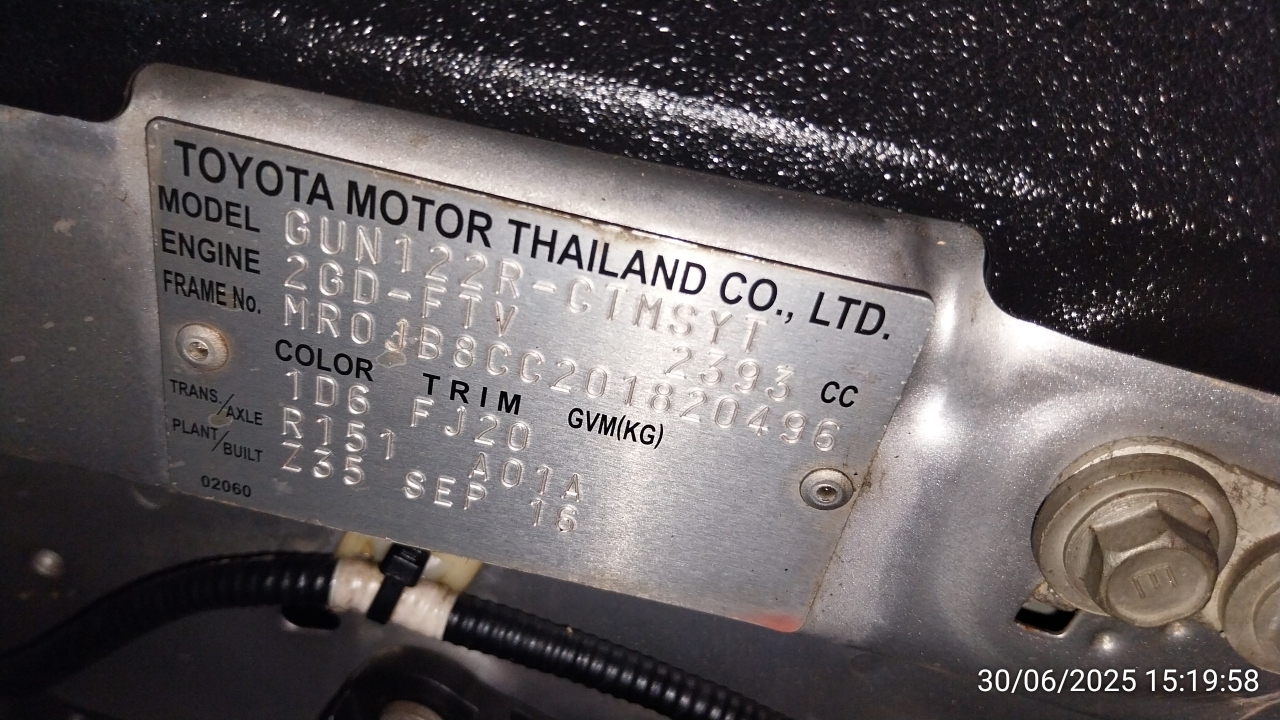 TOYOTA MOTOR THAILAND CO., LTD.
MODEL GUN122R-CTMSYT
ENGINE 2GD-FTV 2393 CC
FRAME No. MR0JB8CC201820496
COLOR TRIM GVM(KG)
1D6 FJ20
TRANS./AXLE R151 A01A
PLANT/BUILT Z35 SEP 16
02060
30/06/2025 15:19:58